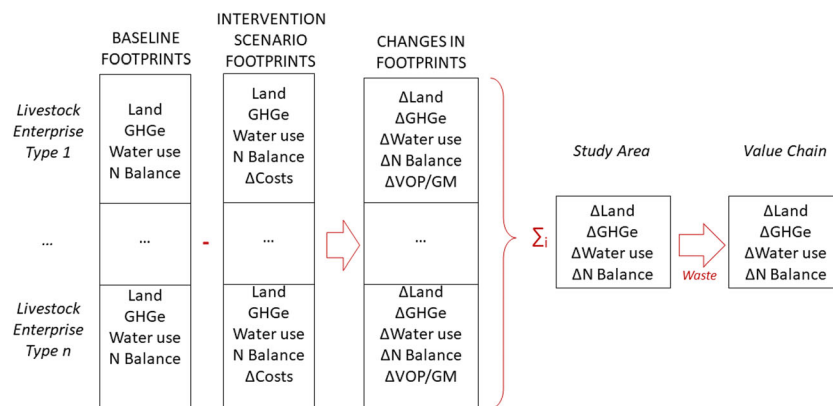 BASELINE
FOOTPRINTS
INTERVENTION
SCENARIO
FOOTPRINTS
CHANGES IN
FOOTPRINTS
Livestock
Enterprise
Type 1
Land
GHGe
Water use
N Balance
Land
GHGe
Water use
N Balance
ΔCosts
ΔLand
ΔGHGe
ΔWater use
ΔN Balance
ΔVOP/GM
...
...
-
...
...
Livestock
Enterprise
Type n
Land
GHGe
Water use
N Balance
Land
GHGe
Water use
N Balance
ΔCosts
ΔLand
ΔGHGe
ΔWater use
ΔN Balance
ΔVOP/GM
Σi
Study Area
ΔLand
ΔGHGe
ΔWater use
ΔN Balance
Waste
Value Chain
ΔLand
ΔGHGe
ΔWater use
ΔN Balance